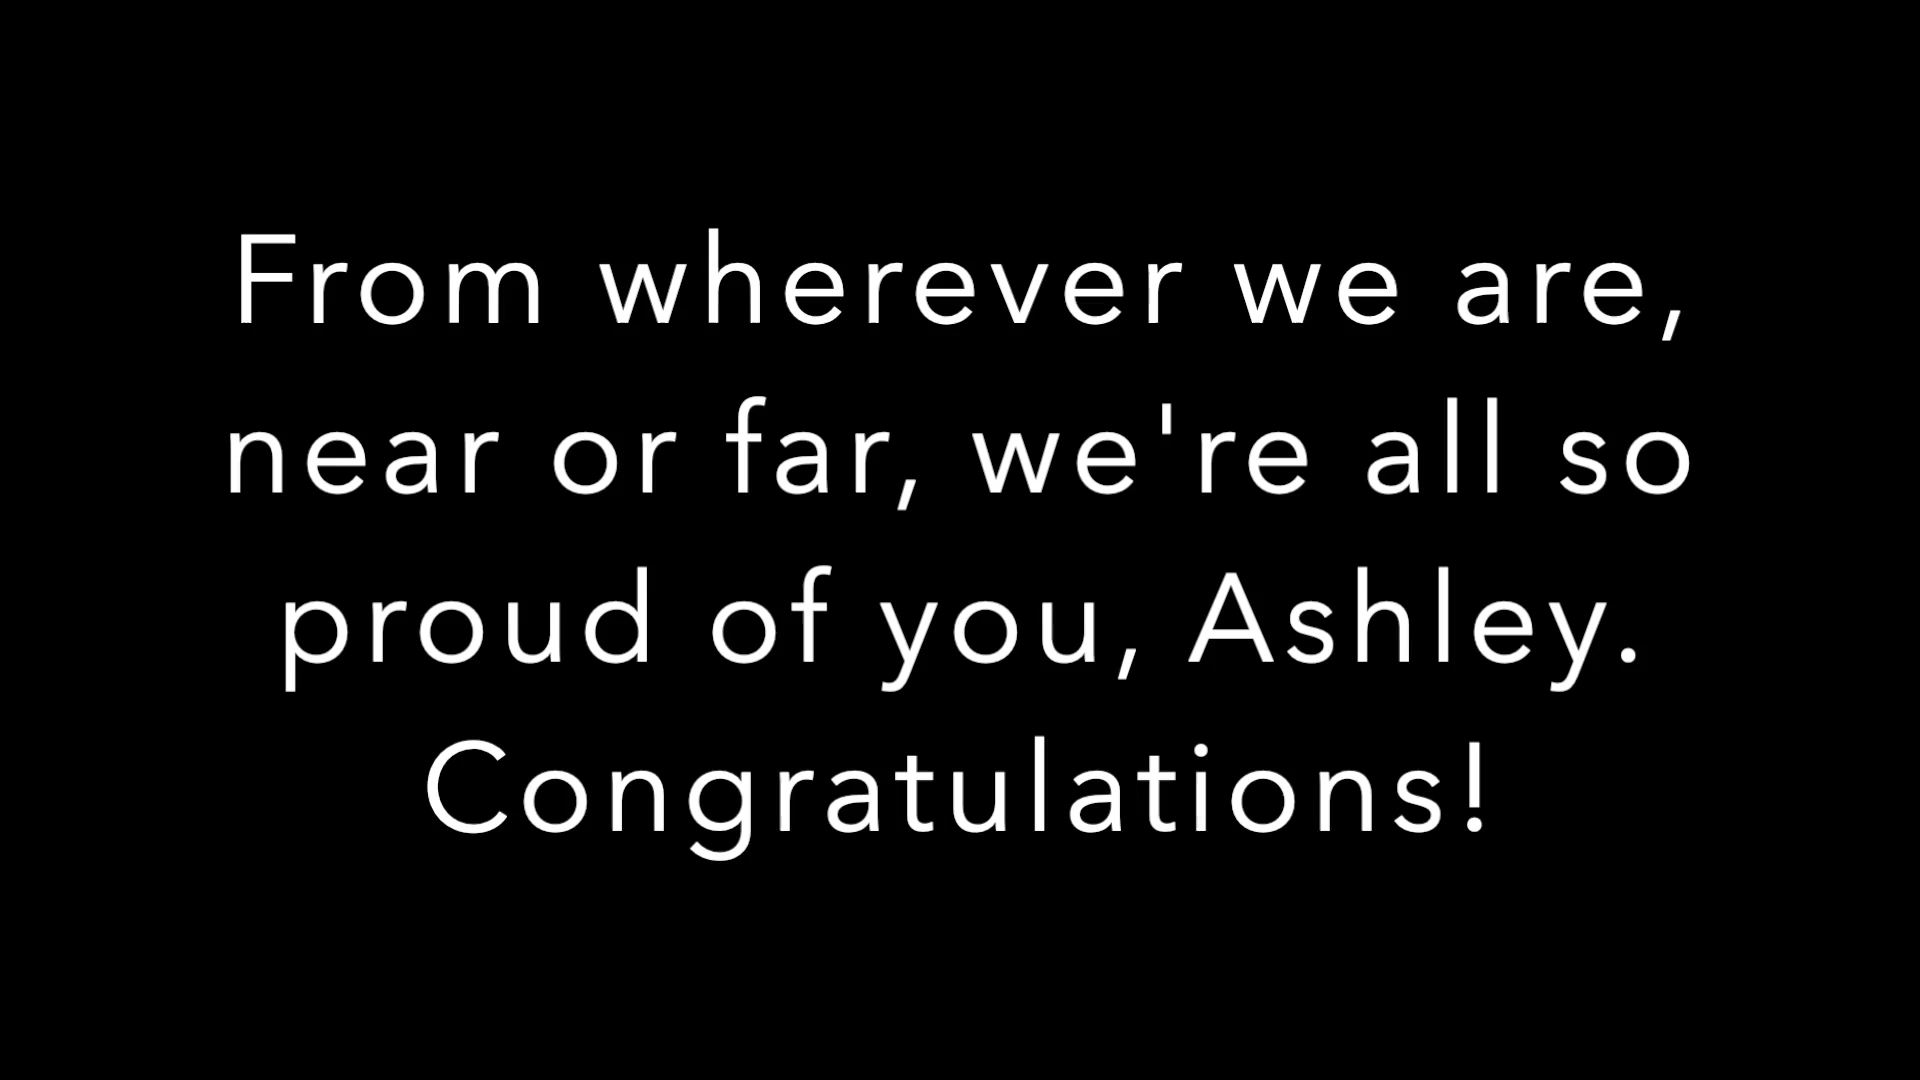 From wherever we are,
near or far, we're all so
proud of you, Ashley.
Congratulations!